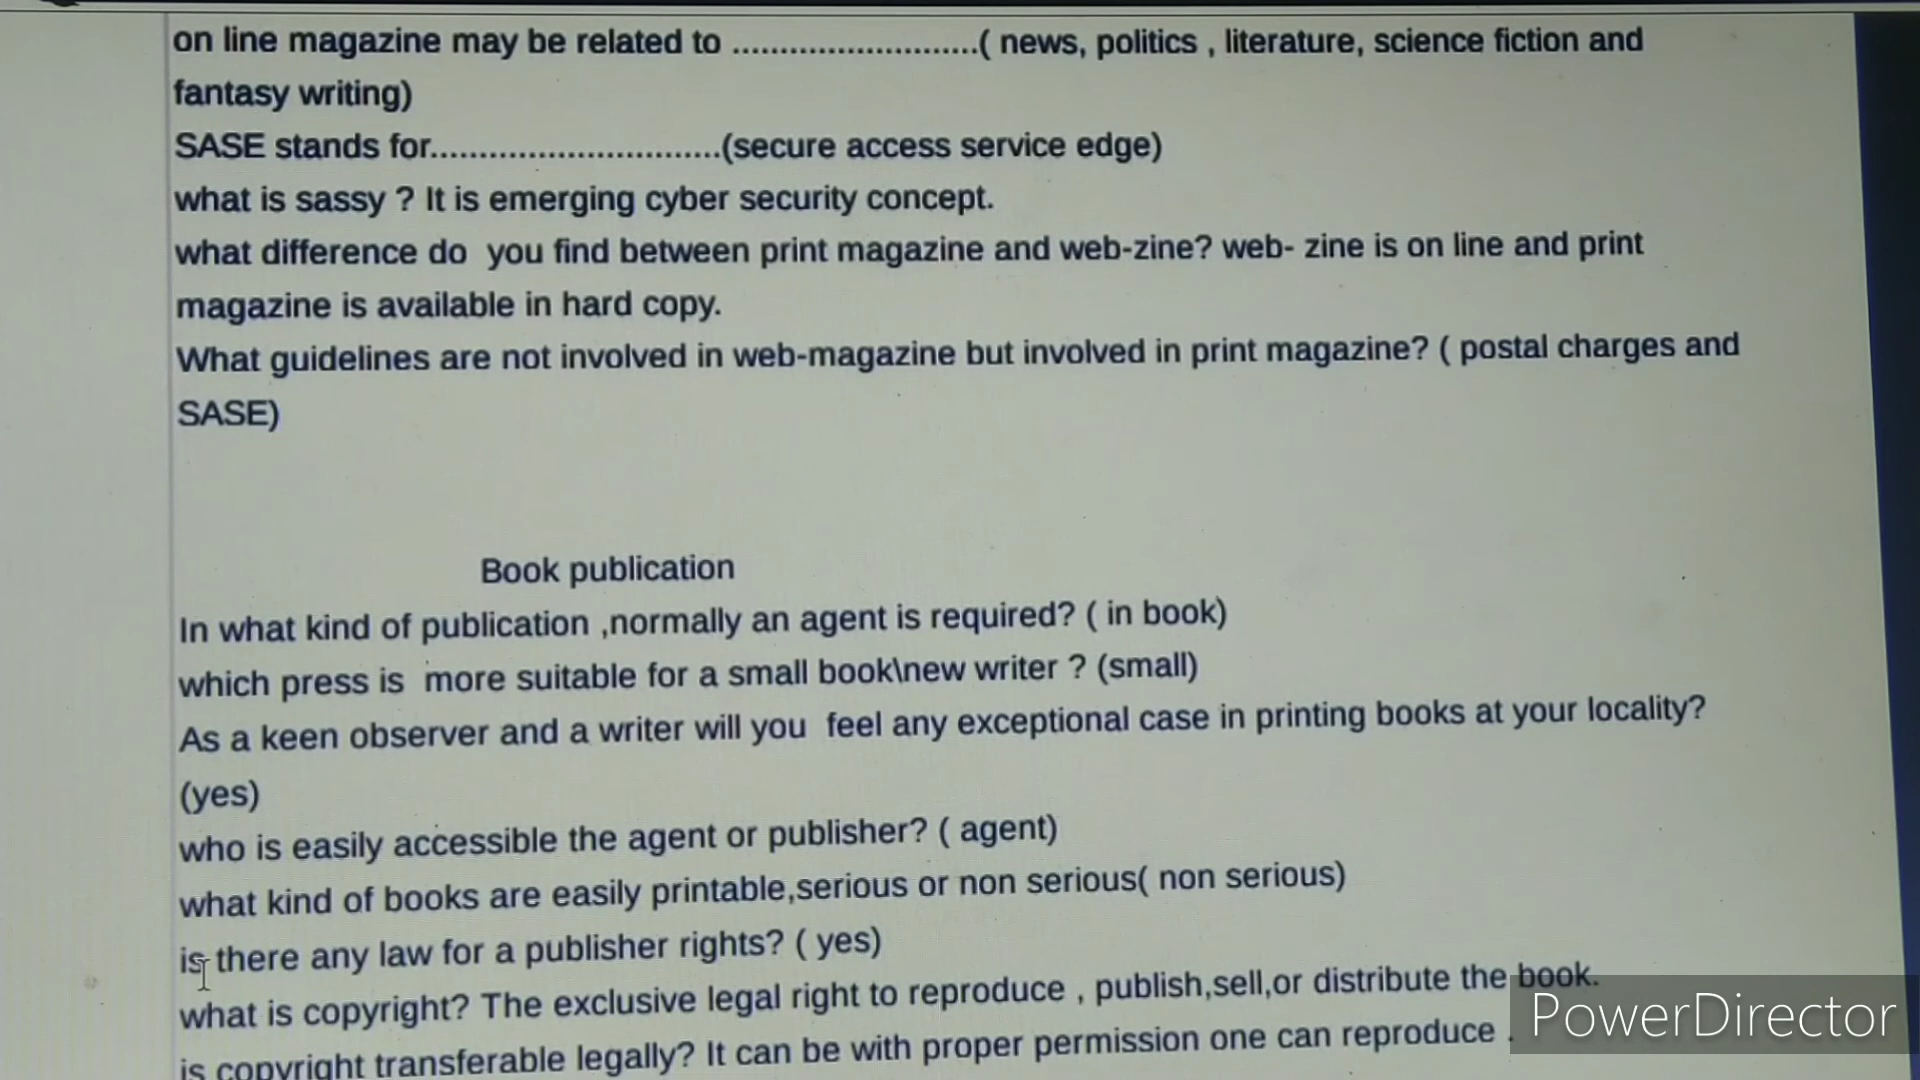 on line magazine may be related to ..........................( news, politics , literature, science fiction and
fantasy writing)
SASE stands for..............................(secure access service edge)
what is sassy ? It is emerging cyber security concept.
what difference do  you find between print magazine and web-zine? web- zine is on line and print
magazine is available in hard copy.
What guidelines are not involved in web-magazine but involved in print magazine? ( postal charges and
SASE)
Book publication
In what kind of publication ,normally an agent is required? ( in book)
which press is  more suitable for a small book\new writer ? (small)
As a keen observer and a writer will you  feel any exceptional case in printing books at your locality?
(yes)
who is easily accessible the agent or publisher? ( agent)
what kind of books are easily printable,serious or non serious( non serious)
is there any law for a publisher rights? ( yes)
what is copyright? The exclusive legal right to reproduce , publish,sell,or distribute the book.
is copyright transferable legally? It can be with proper permission one can reproduce .
PowerDirector